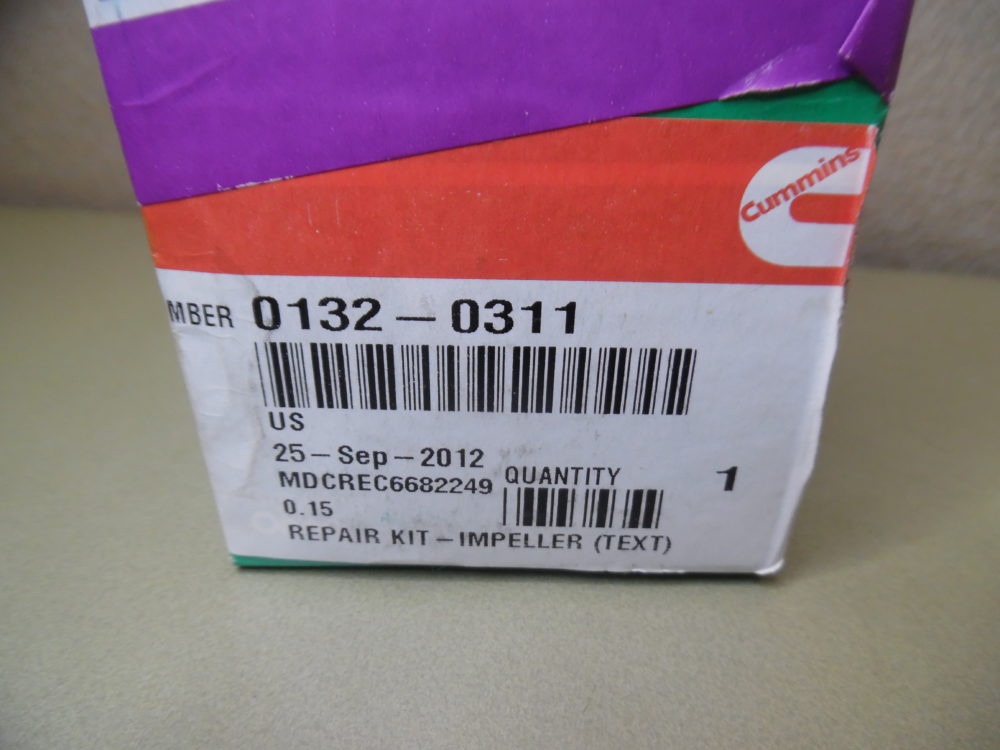 Cummins
MBER 0132-0311
US
25-Sep-2012
MDCREC6682249 QUANTITY 1
0.15
REPAIR KIT-IMPELLER (TEXT)